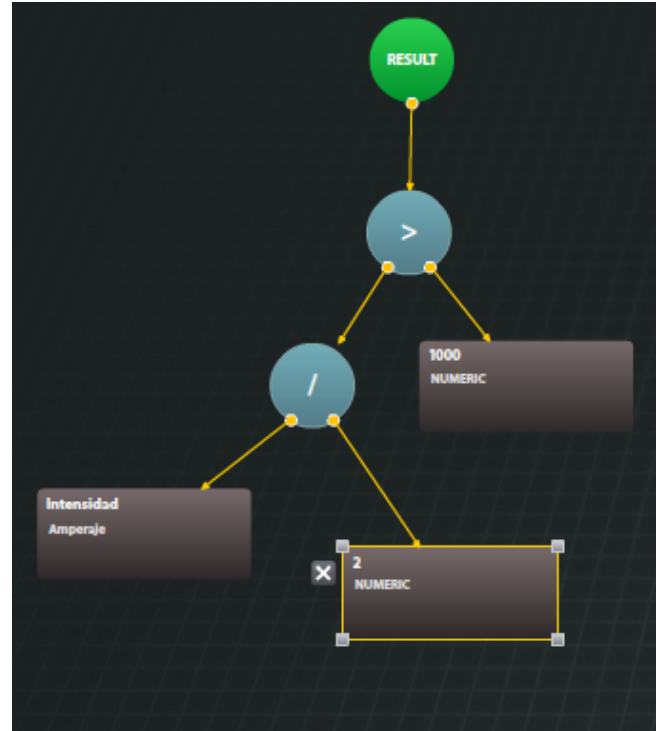 RESULT
>
/
1000
NUMERIC
Intensidad
Amperaje
2
NUMERIC